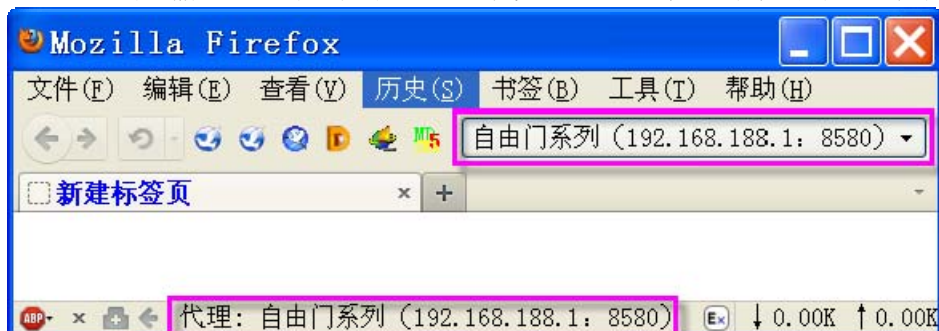 Mozilla Firefox
文件(F) 编辑(E) 查看(V) 历史(S) 书签(B) 工具(T) 帮助(H)
自由门系列 (192.168.188.1: 8580)
新建标签页
ABP 代理: 自由门系列 (192.168.188.1: 8580) Ex ↓0.00K ↑0.00K